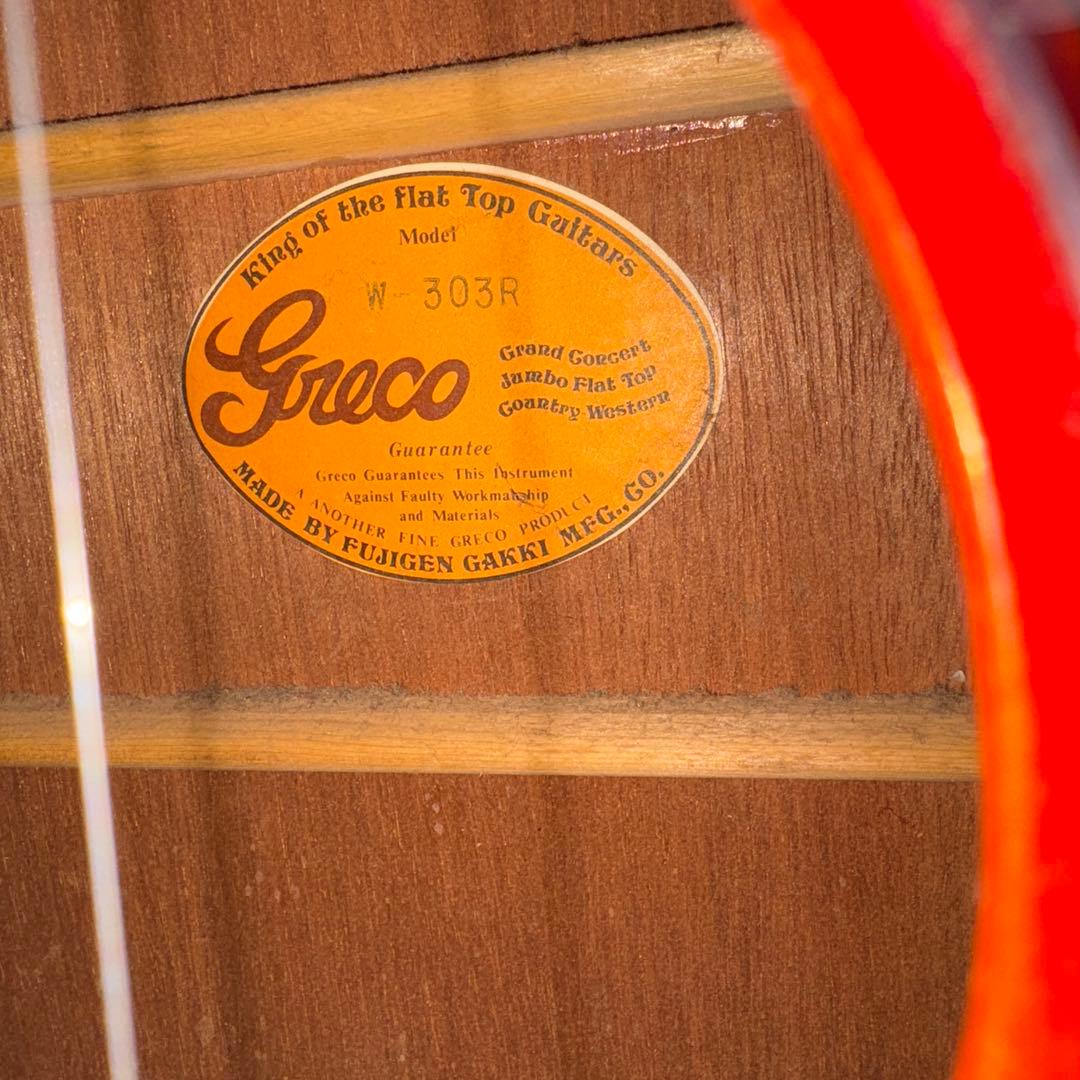 King of the flat Top Guitars
Model
W-303R
Greco
Grand Concert
Jumbo Flat Top
Country Western
Guarantee
Greco Guarantees This Instrument
Against Faulty Workmanship
and Materials
A ANOTHER FINE GRECO PRODUCT
MADE BY FUJIGEN GAKKI MFG.,CO.